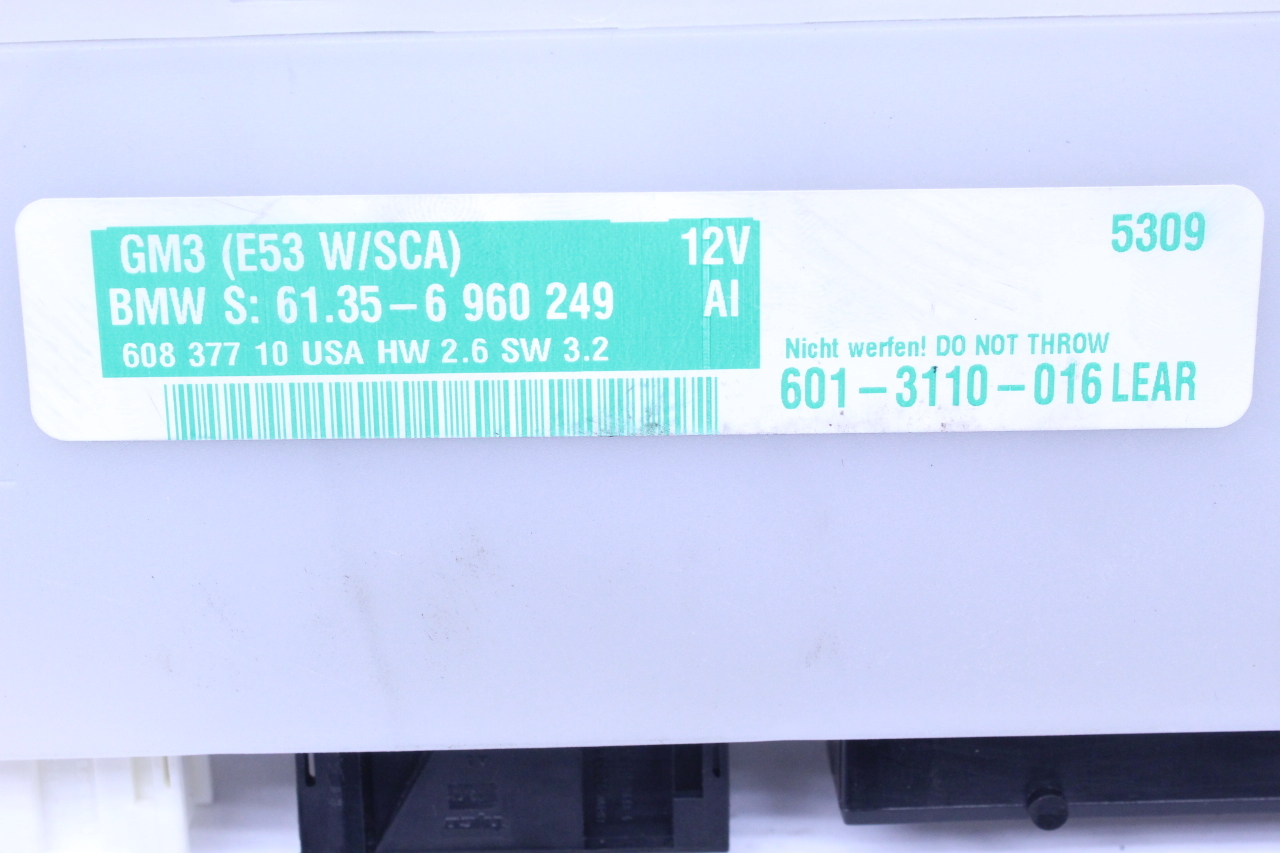 GM3 (E53 W/SCA) 12V
BMW S: 61.35 – 6 960 249 AI
608 377 10 USA HW 2.6 SW 3.2
5309
Nicht werfen! DO NOT THROW
601 – 3110 – 016 LEAR